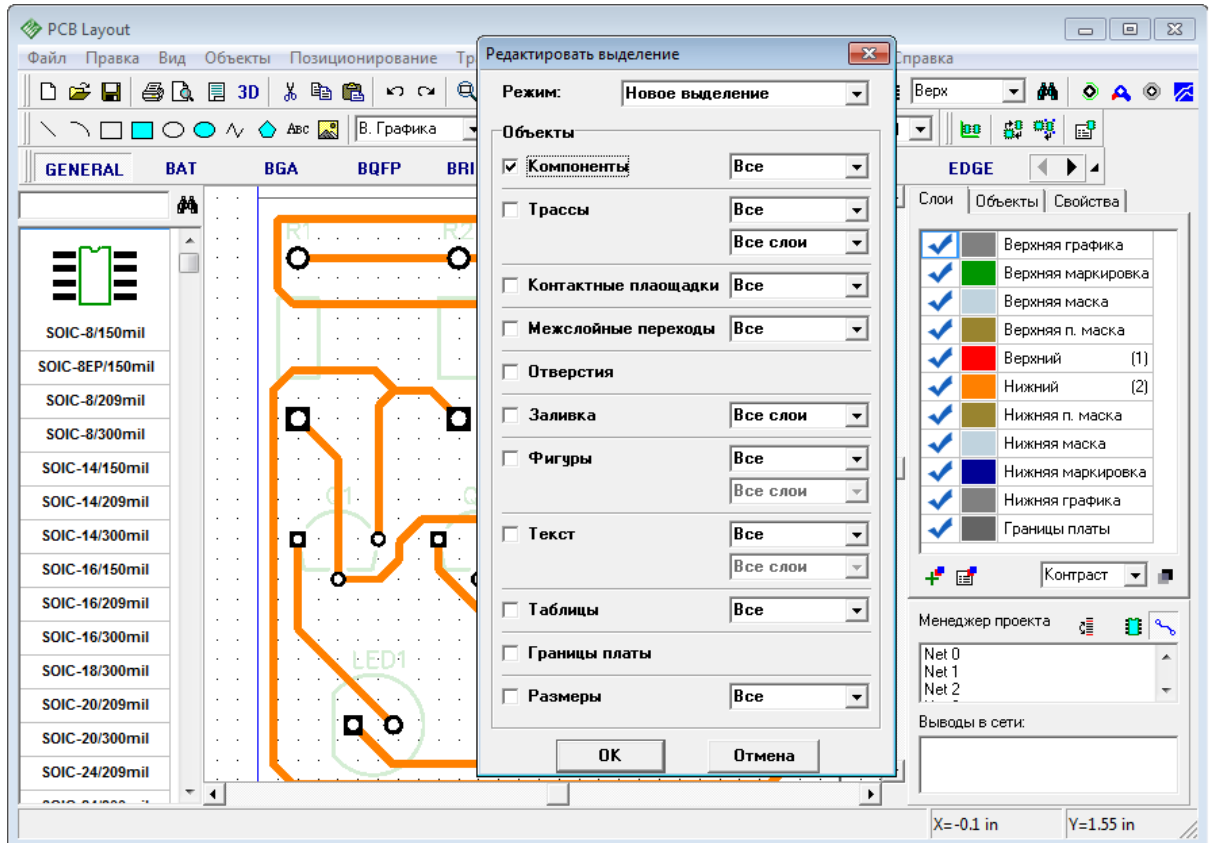 PCB Layout
Файл Правка Вид Объекты Позиционирование Тр
правка
3D
Верх
ABC
В. Графика
GENERAL BAT BGA BQFP BRI
EDGE
SOIC-8/150mil
SOIC-8EP/150mil
SOIC-8/209mil
SOIC-8/300mil
SOIC-14/150mil
SOIC-14/209mil
SOIC-14/300mil
SOIC-16/150mil
SOIC-16/209mil
SOIC-16/300mil
SOIC-18/300mil
SOIC-20/209mil
SOIC-20/300mil
SOIC-24/209mil
R1
R2
Q1
Q
LED1
Редактировать выделение
Режим: Новое выделение
Объекты
Компоненты Все
Трассы Все
Все слои
Контактные плаощадки Все
Межслойные переходы Все
Отверстия
Заливка Все слои
Фигуры Все
Все слои
Текст Все
Все слои
Таблицы Все
Границы платы
Размеры Все
OK Отмена
Слои Объекты Свойства
Верхняя графика
Верхняя маркировка
Верхняя маска
Верхняя п. маска
Верхний (1)
Нижний (2)
Нижняя п. маска
Нижняя маска
Нижняя маркировка
Нижняя графика
Границы платы
Контраст
Менеджер проекта
Net 0
Net 1
Net 2
Выводы в сети:
X=-0.1 in Y=1.55 in